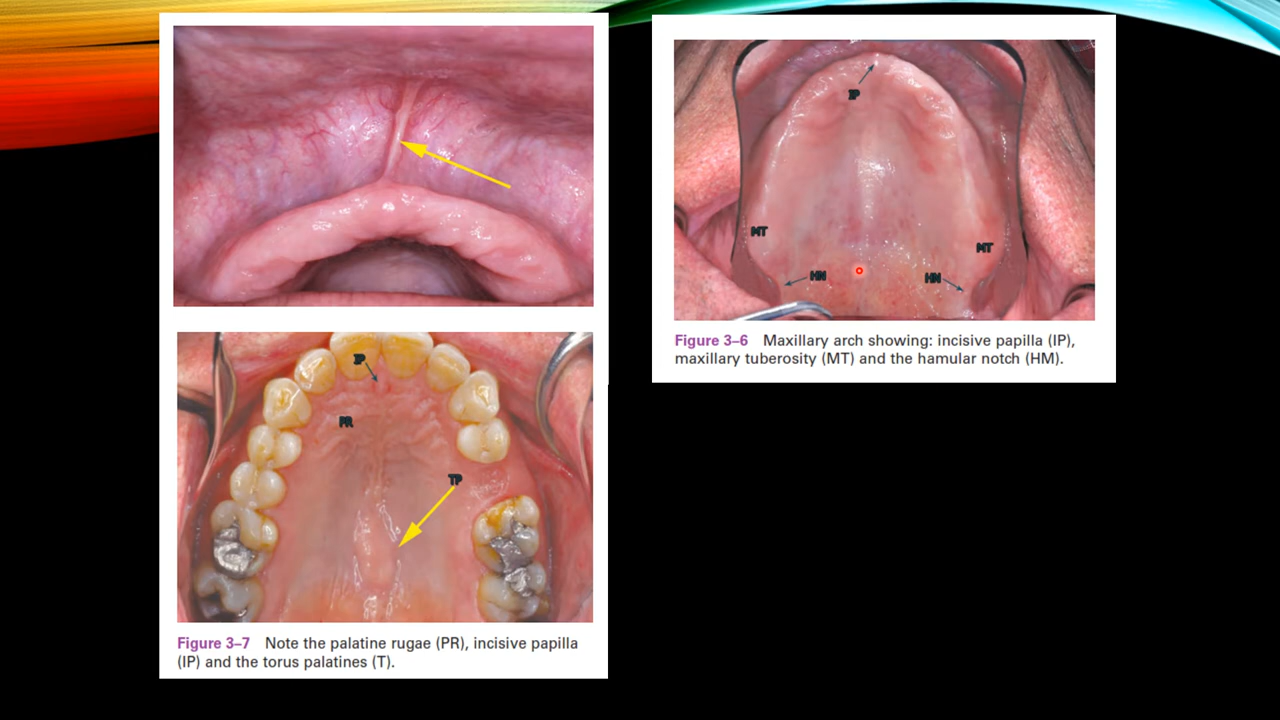 IP
PR
TP
Figure 3–7 Note the palatine rugae (PR), incisive papilla
(IP) and the torus palatines (T).
IP
MT
MT
HN
HN
Figure 3–6 Maxillary arch showing: incisive papilla (IP),
maxillary tuberosity (MT) and the hamular notch (HM).